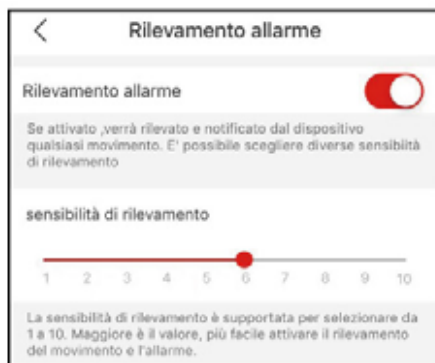 Rilevamento allarme
Rilevamento allarme
Se attivato ,verrà rilevato e notificato dal dispositivo
qualsiasi movimento. E' possibile scegliere diverse sensibiità
di rilevamento
sensibilità di rilevamento
1 2 3 4 5 6 7 8 9 10
La sensibilità di rilevamento è supportata per selezionare da
1 a 10. Maggiore è il valore, più facile attivare il rilevamento
del movimento e l'allarme.